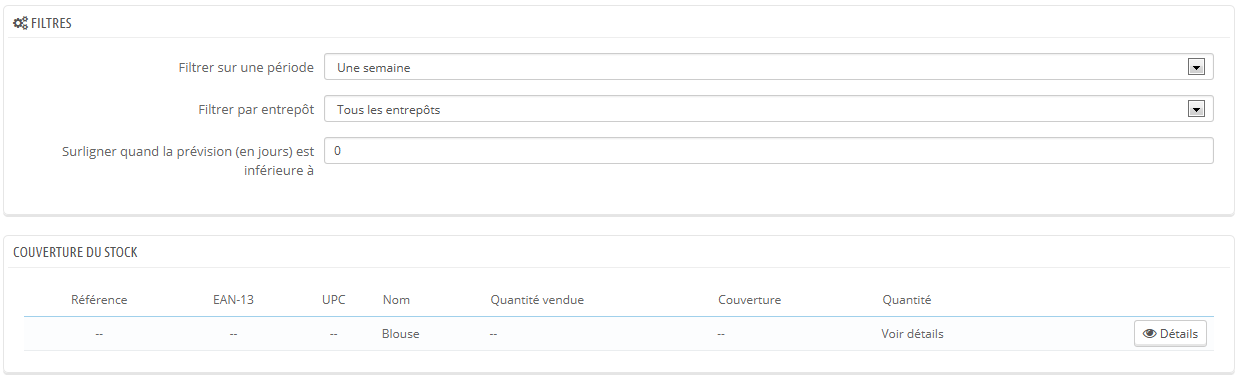 FILTRES
Filtrer sur une période Une semaine
Filtrer par entrepôt Tous les entrepôts
Surligner quand la prévision (en jours) est 0
inférieure à
COUVERTURE DU STOCK
Référence EAN-13 UPC Nom Quantité vendue Couverture Quantité
-- -- -- Blouse -- -- Voir détails Détails